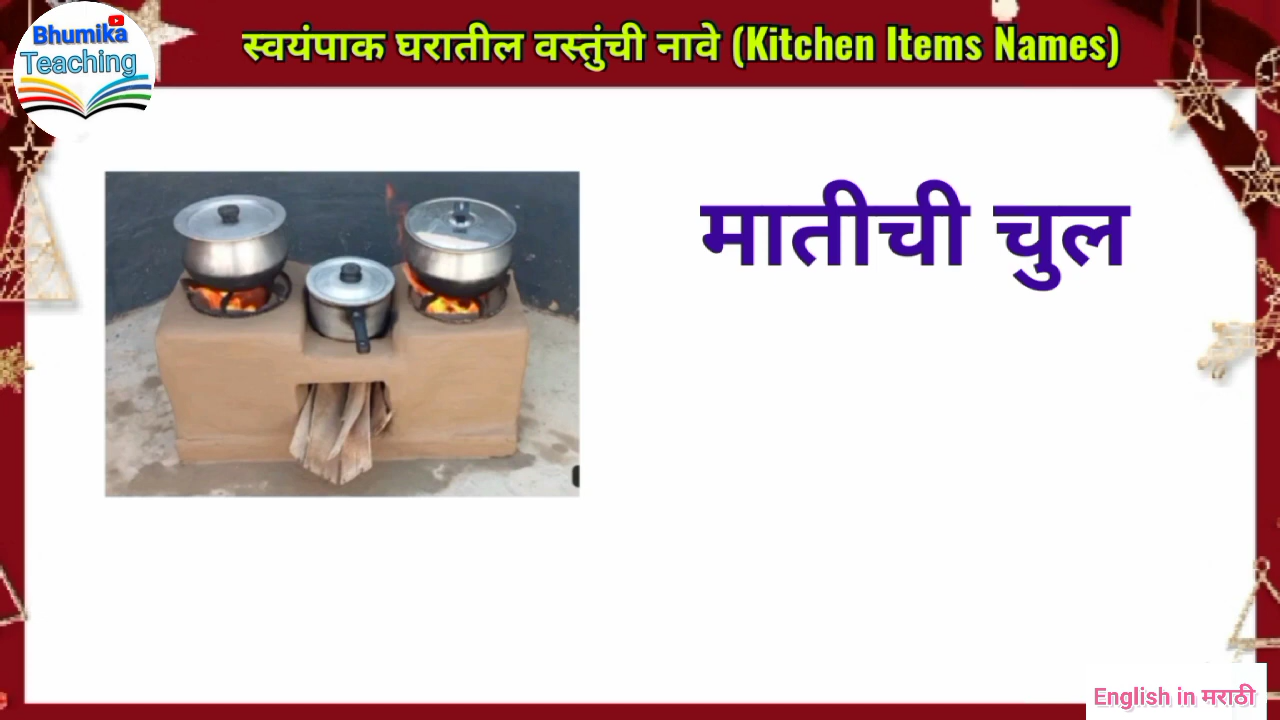 Bhumika
Teaching
स्वयंपाक घरातील वस्तुंची नावे (Kitchen Items Names)
मातीची चुल
English in मराठी